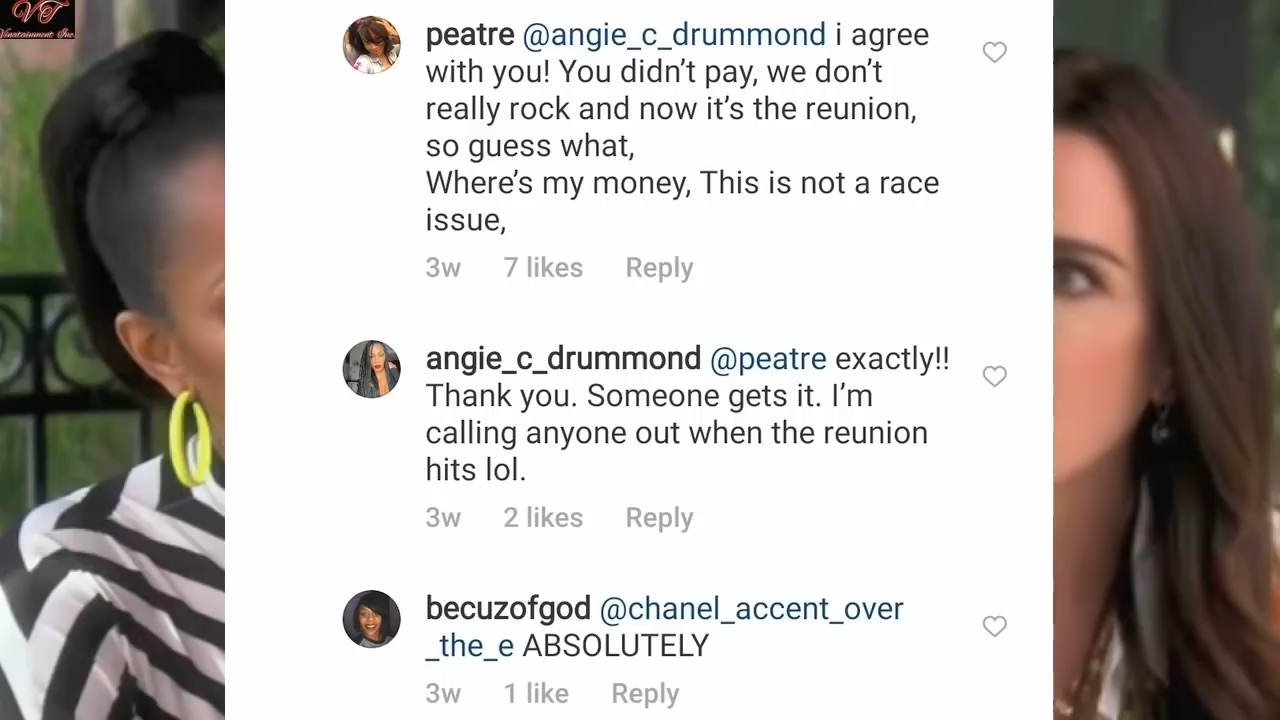 VT
Vinatainment Inc.
peatre @angie_c_drummond i agree
with you! You didn’t pay, we don’t
really rock and now it’s the reunion,
so guess what,
Where’s my money, This is not a race
issue,
3w 7 likes Reply
angie_c_drummond @peatre exactly!!
Thank you. Someone gets it. I’m
calling anyone out when the reunion
hits lol.
3w 2 likes Reply
becuzofgod @chanel_accent_over
_the_e ABSOLUTELY
3w 1 like Reply